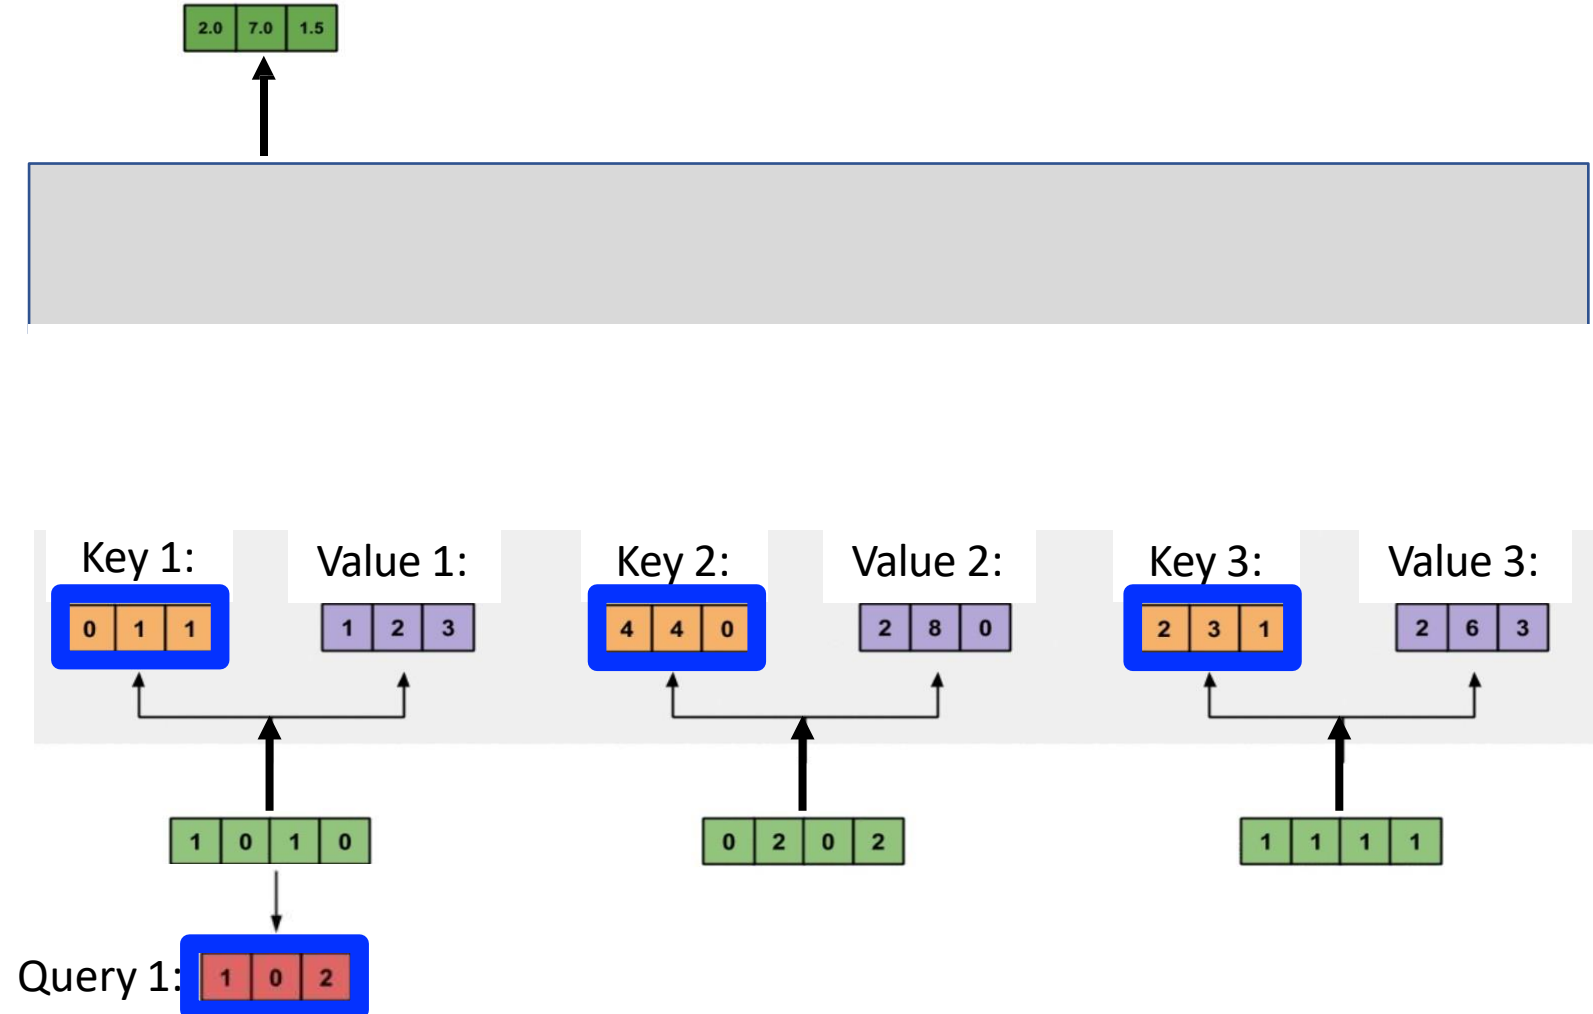 2.0 7.0 1.5
Key 1: Value 1: Key 2: Value 2: Key 3: Value 3:
0 1 1 1 2 3 4 4 0 2 8 0 2 3 1 2 6 3
1 0 1 0 0 2 0 2 1 1 1 1
Query 1: 1 0 2